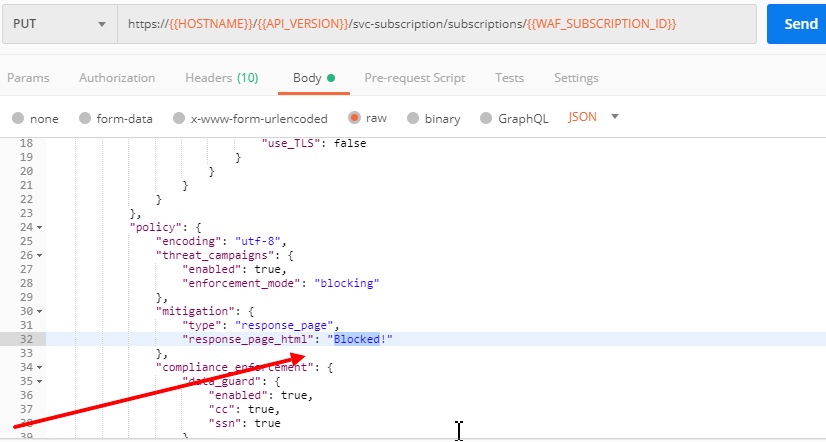 PUT https://{{HOSTNAME}}/{{API_VERSION}}/svc-subscription/subscriptions/{{WAF_SUBSCRIPTION_ID}} Send
Params Authorization Headers (10) Body Pre-request Script Tests Settings
none form-data x-www-form-urlencoded raw binary GraphQL JSON
18 "use_TLS": false
19 }
20 }
21 }
22 }
23 },
24 "policy": {
25 "encoding": "utf-8",
26 "threat_campaigns": {
27 "enabled": true,
28 "enforcement_mode": "blocking"
29 },
30 "mitigation": {
31 "type": "response_page",
32 "response_page_html": "Blocked!"
33 },
34 "compliance_enforcement": {
35 "data_guard": {
36 "enabled": true,
37 "cc": true,
38 "ssn": true
39 }